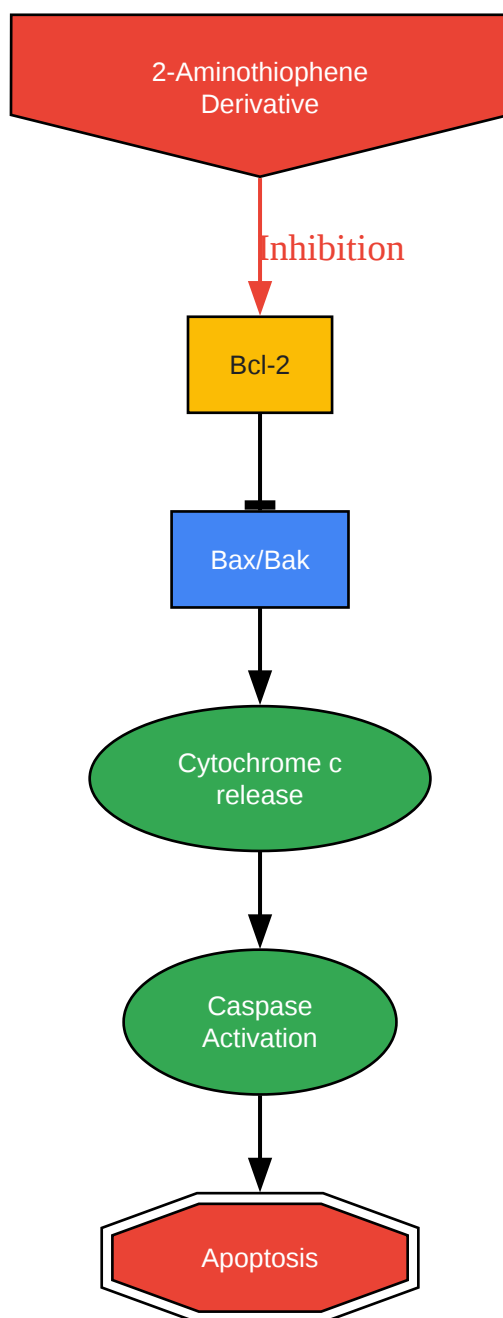 2-Aminothiophene
Derivative
Inhibition
Bcl-2
Bax/Bak
Cytochrome c
release
Caspase
Activation
Apoptosis